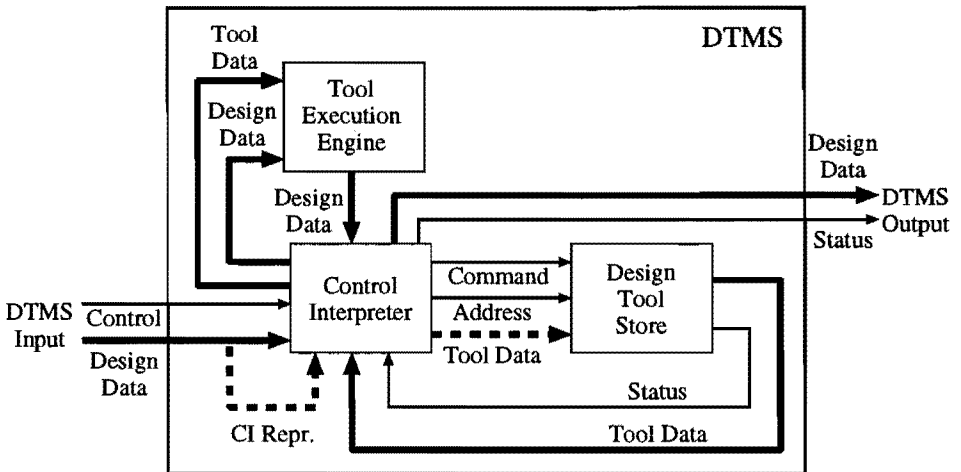 DTMS
Tool
Data
Tool
Execution
Engine
Design
Data
Design
Data
Design
Data
DTMS
Output
Status
Control
Interpreter
Command
Address
Tool Data
Design
Tool
Store
DTMS
Input
Control
Design
Data
CI Repr.
Status
Tool Data